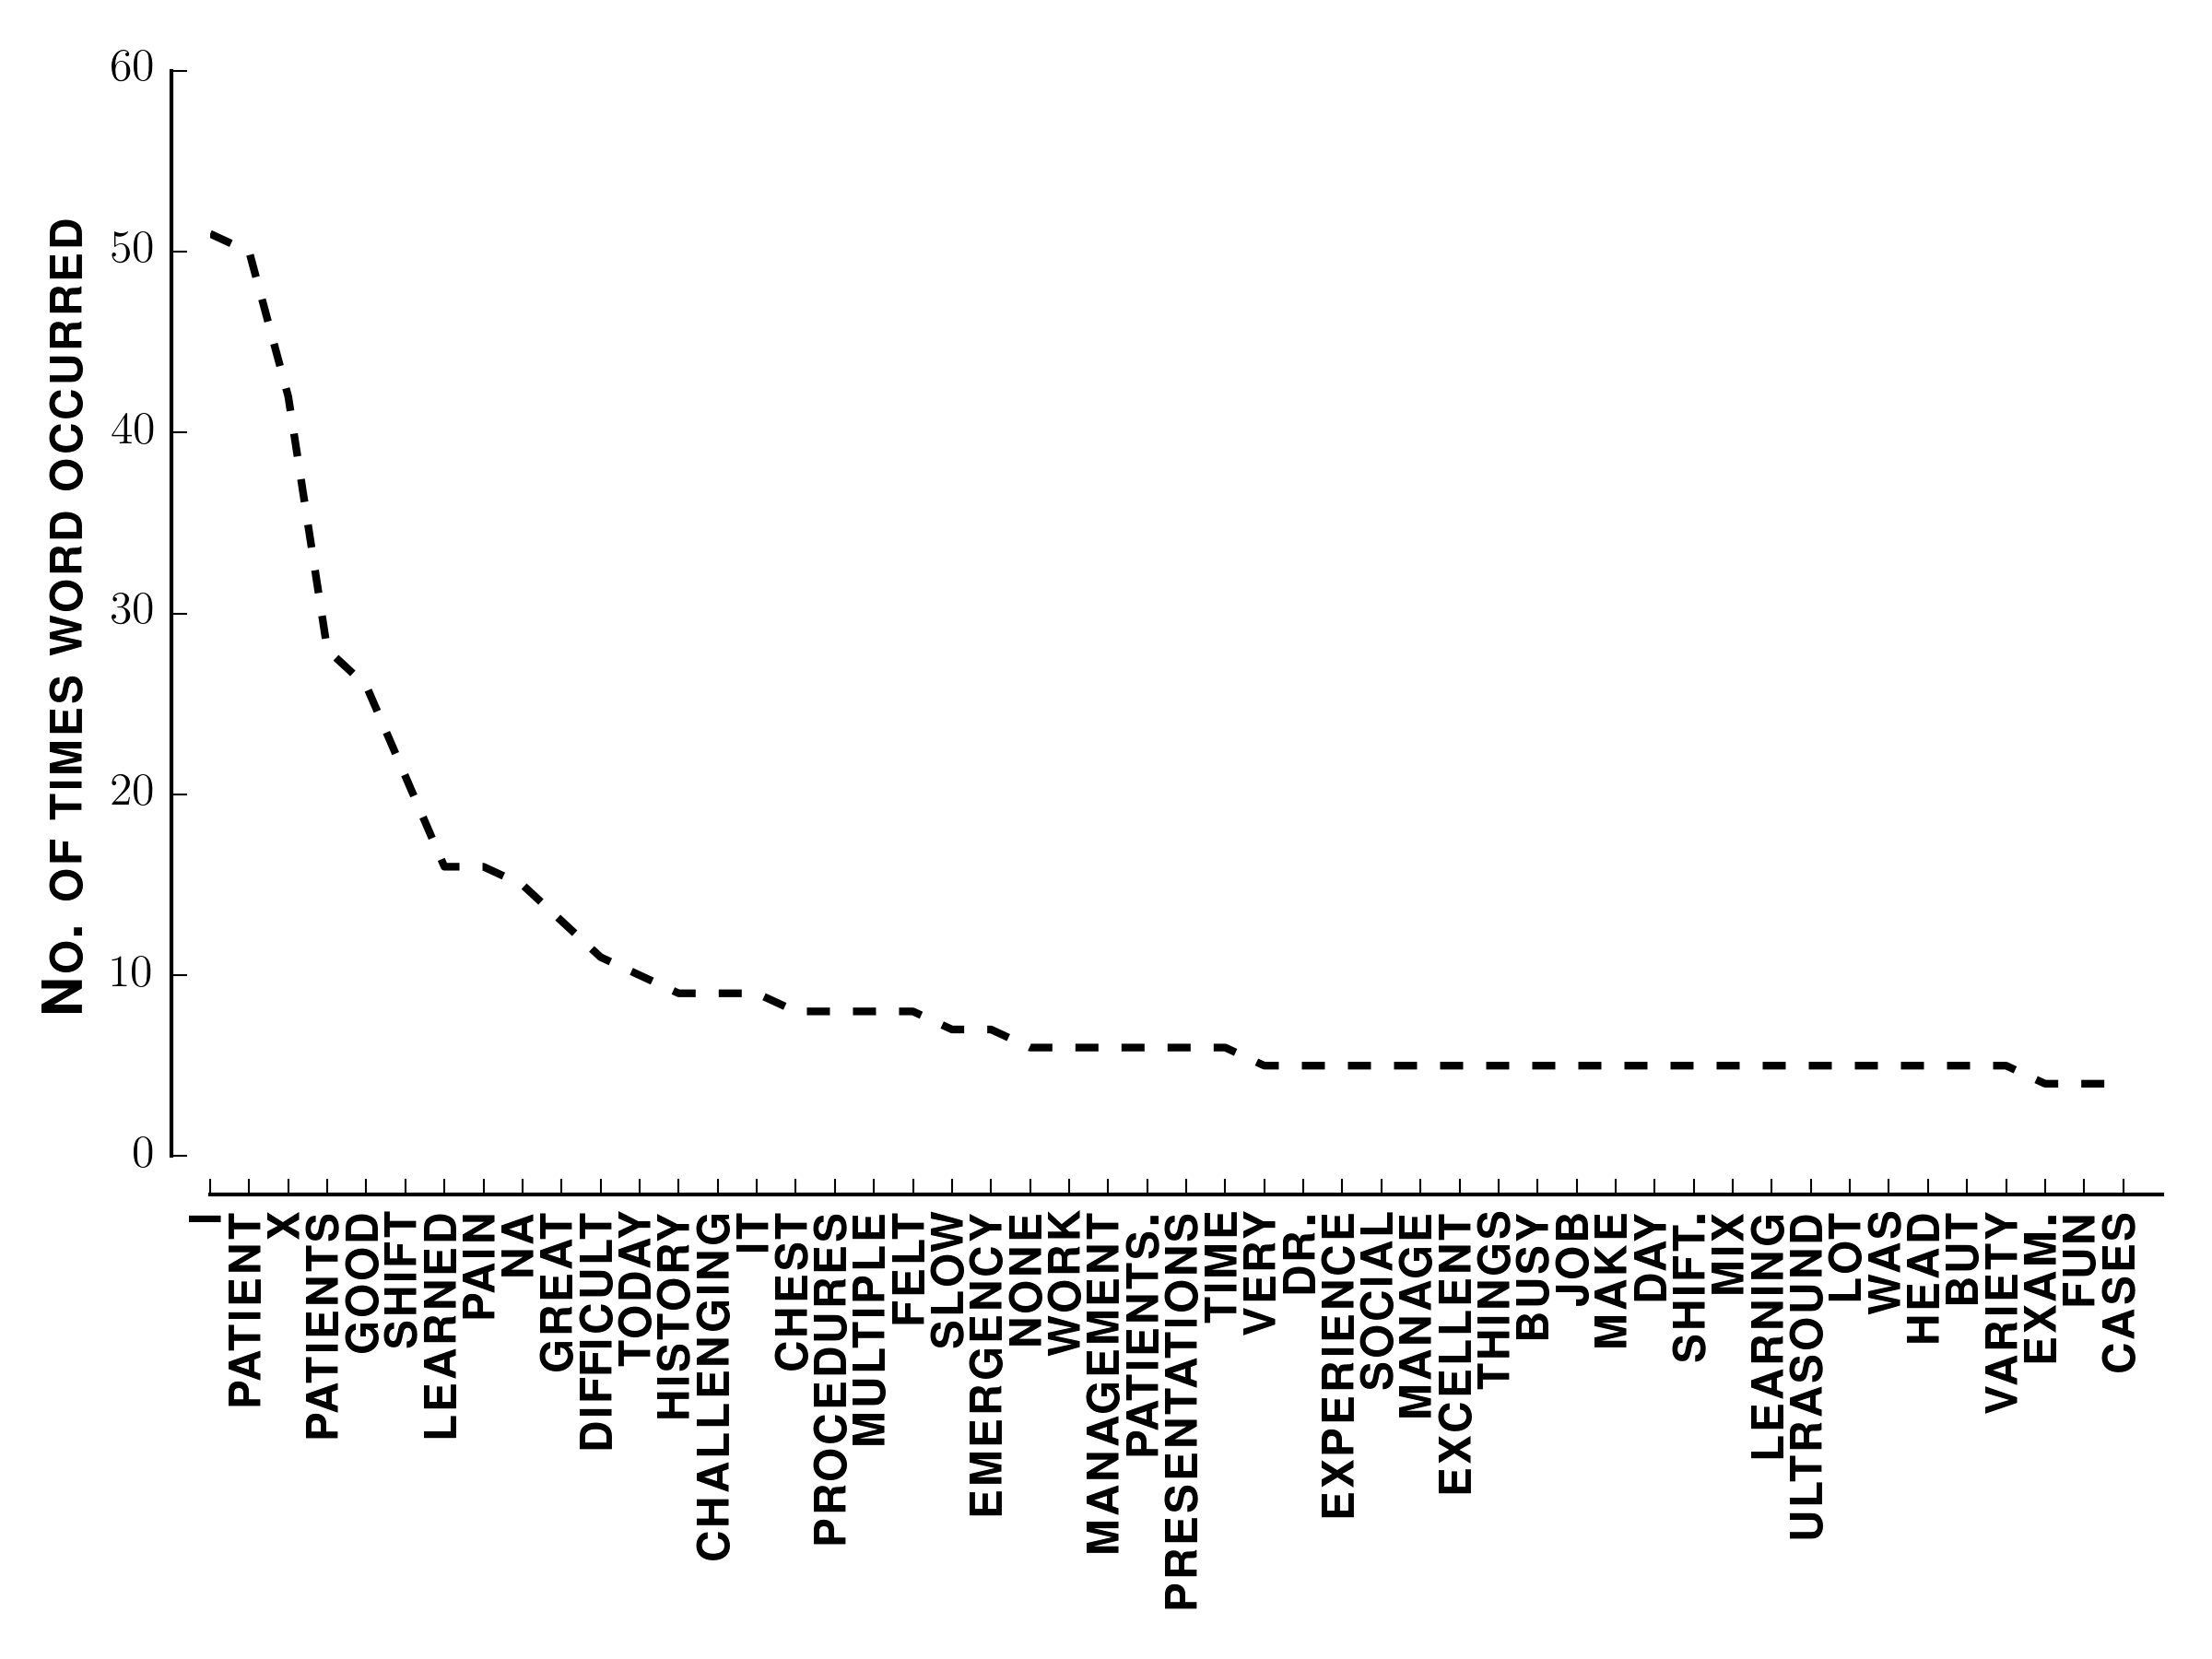 60
50
40
30
20
10
0
NO. OF TIMES WORD OCCURRED
I
PATIENT
X
PATIENTS
GOOD
SHIFT
LEARNED
PAIN
NA
GREAT
DIFFICULT
TODAY
HISTORY
CHALLENGING
IT
CHEST
PROCEDURES
MULTIPLE
FELT
SLOW
EMERGENCY
NONE
WORK
MANAGEMENT
PATIENTS.
PRESENTATIONS
TIME
VERY
DR.
EXPERIENCE
SOCIAL
MANAGE
EXCELLENT
THINGS
BUSY
JOB
MAKE
DAY
SHIFT.
MIX
LEARNING
ULTRASOUND
LOT
WAS
HEAD
BUT
VARIETY
EXAM.
FUN
CASES